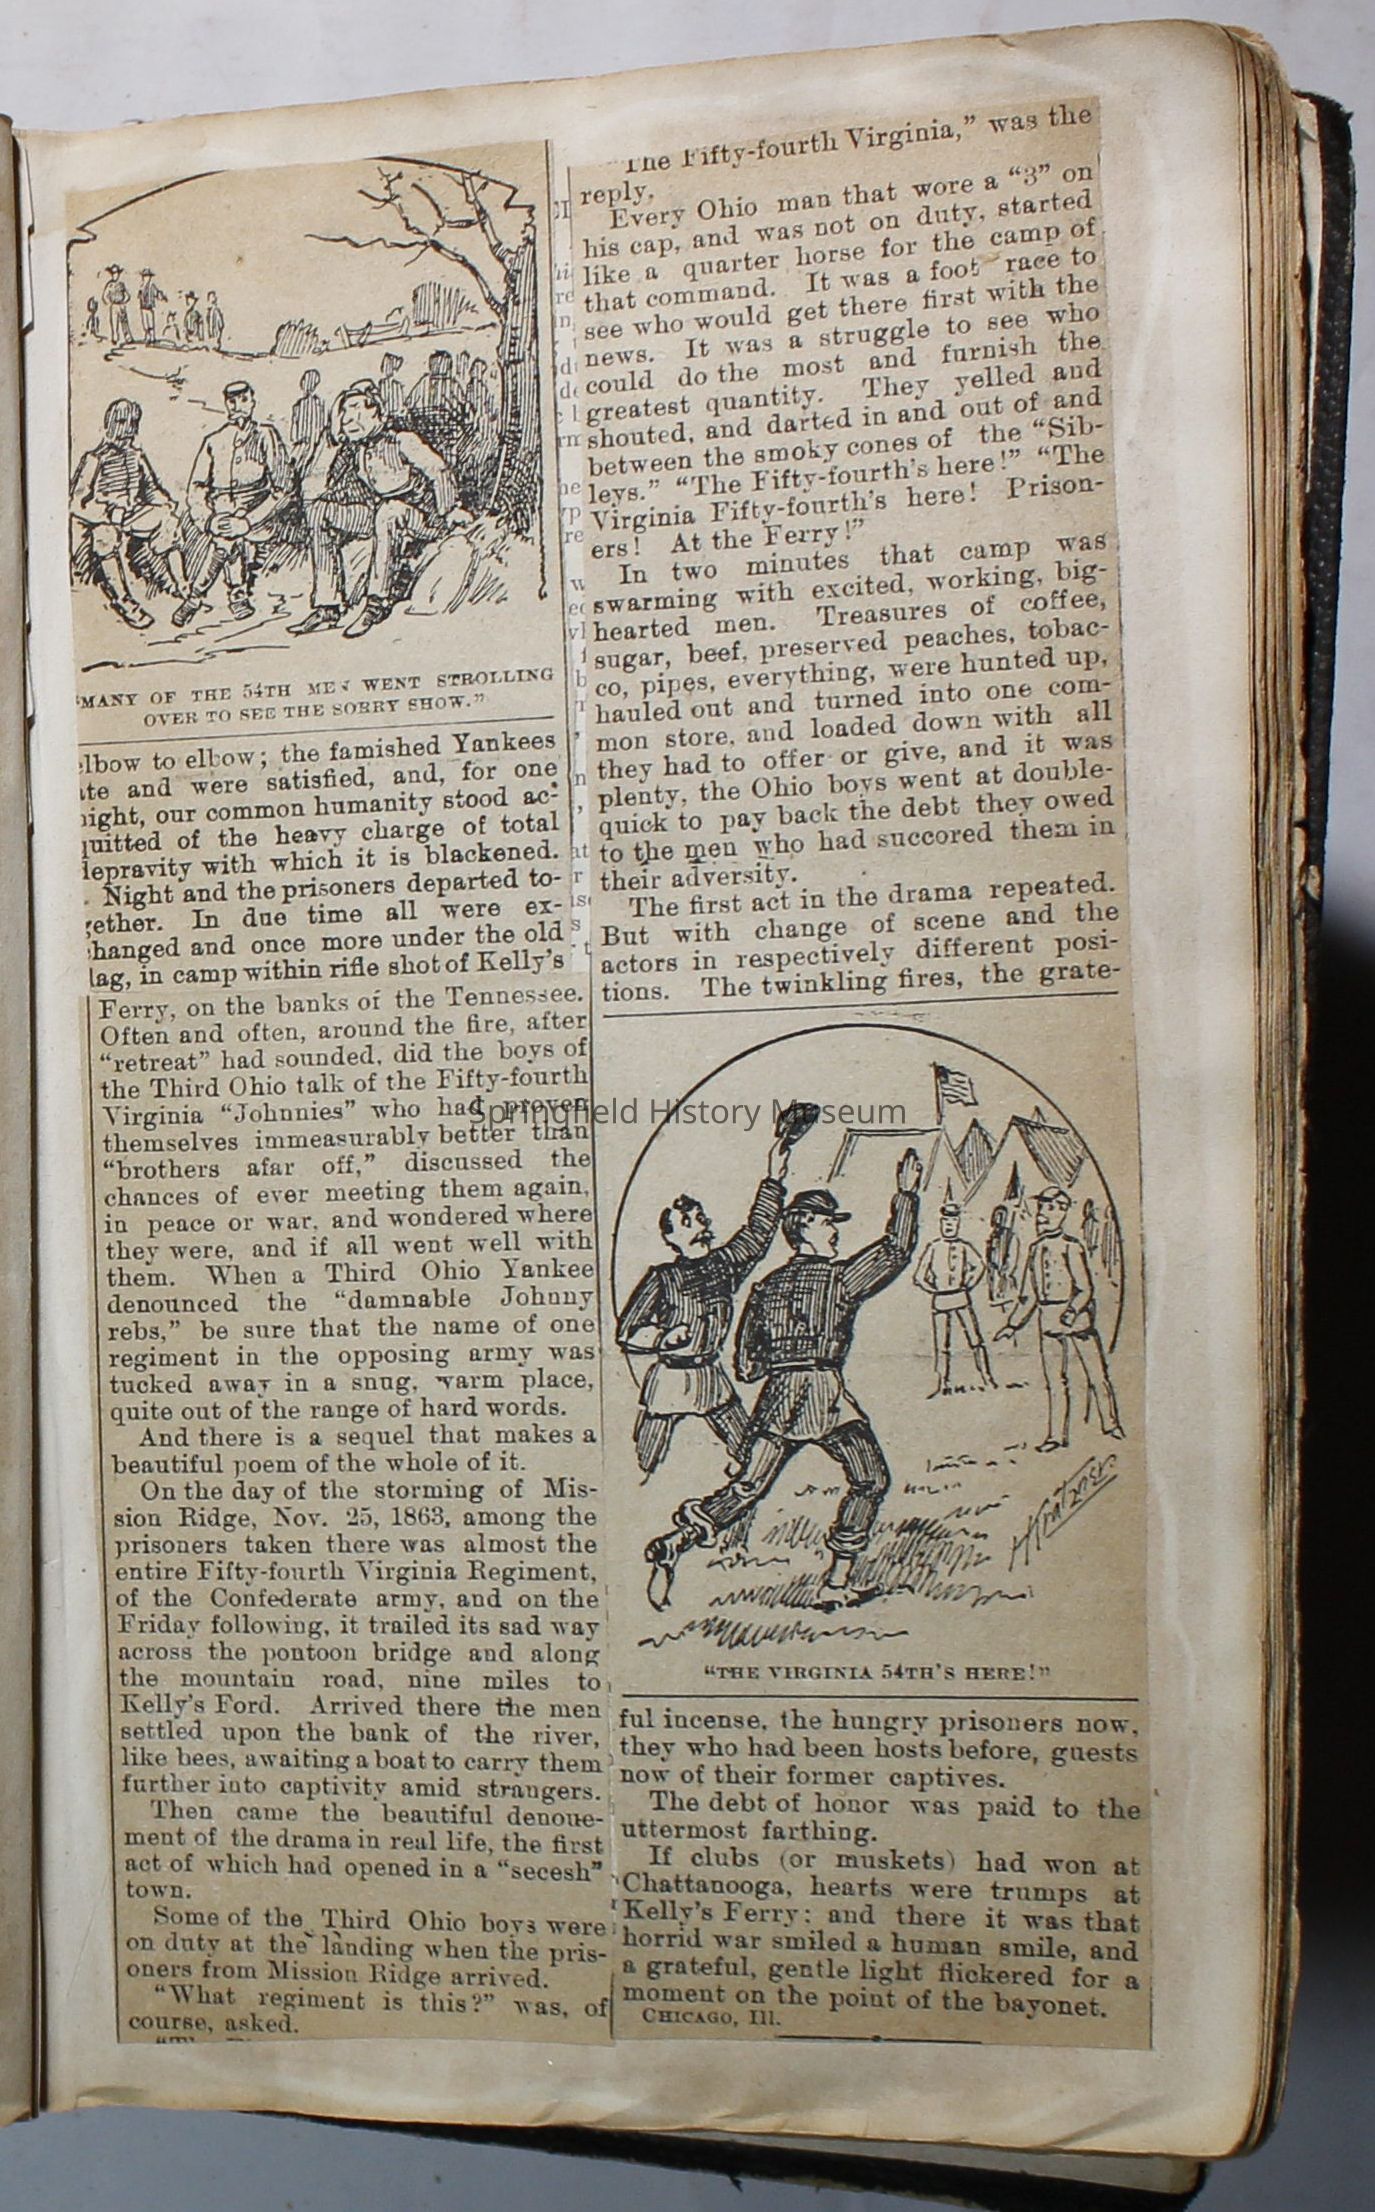 "MANY OF THE 54TH MEN WENT STROLLING
OVER TO SEE THE SORRY SHOW."
elbow to elbow; the famished Yankees
ate and were satisfied, and, for one
night, our common humanity stood ac-
quitted of the heavy charge of total
depravity with which it is blackened.
Night and the prisoners departed to-
gether. In due time all were ex-
changed and once more under the old
flag, in camp within rifle shot of Kelly's
Ferry, on the banks of the Tennessee.
Often and often, around the fire, after
"retreat" had sounded, did the boys of
the Third Ohio talk of the Fifty-fourth
Virginia "Johnnies" who had proven
themselves immeasurably better than
"brothers afar off," discussed the
chances of ever meeting them again,
in peace or war, and wondered where
they were, and if all went well with
them. When a Third Ohio Yankee
denounced the "damnable Johnny
rebs," be sure that the name of one
regiment in the opposing army was
tucked away in a snug, warm place,
quite out of the range of hard words.
And there is a sequel that makes a
beautiful poem of the whole of it.
On the day of the storming of Mis-
sion Ridge, Nov. 25, 1863, among the
prisoners taken there was almost the
entire Fifty-fourth Virginia Regiment,
of the Confederate army, and on the
Friday following, it trailed its sad way
across the pontoon bridge and along
the mountain road, nine miles to
Kelly's Ford. Arrived there the men
settled upon the bank of the river,
like bees, awaiting a boat to carry them
further into captivity amid strangers.
Then came the beautiful denoue-
ment of the drama in real life, the first
act of which had opened in a "secesh"
town.
Some of the Third Ohio boys were
on duty at the landing when the pris-
oners from Mission Ridge arrived.
"What regiment is this?" was, of
course, asked.
"The Fifty-fourth Virginia," was the
reply.
Every Ohio man that wore a "3" on
his cap, and was not on duty, started
like a quarter horse for the camp of
that command. It was a foot race to
see who would get there first with the
news. It was a struggle to see who
could do the most and furnish the
greatest quantity. They yelled and
shouted, and darted in and out of and
between the smoky cones of the "Sib-
leys." "The Fifty-fourth's here!" "The
Virginia Fifty-fourth's here! Prison-
ers! At the Ferry!"
In two minutes that camp was
swarming with excited, working, big-
hearted men. Treasures of coffee,
sugar, beef, preserved peaches, tobac-
co, pipes, everything, were hunted up,
hauled out and turned into one com-
mon store, and loaded down with all
they had to offer or give, and it was
plenty, the Ohio boys went at double-
quick to pay back the debt they owed
to the men who had succored them in
their adversity.
The first act in the drama repeated.
But with change of scene and the
actors in respectively different posi-
tions. The twinkling fires, the grate-
"THE VIRGINIA 54TH'S HERE!"
ful incense, the hungry prisoners now,
they who had been hosts before, guests
now of their former captives.
The debt of honor was paid to the
uttermost farthing.
If clubs (or muskets) had won at
Chattanooga, hearts were trumps at
Kelly's Ferry; and there it was that
horrid war smiled a human smile, and
a grateful, gentle light flickered for a
moment on the point of the bayonet.
CHICAGO, Ill.
Springfield History Museum